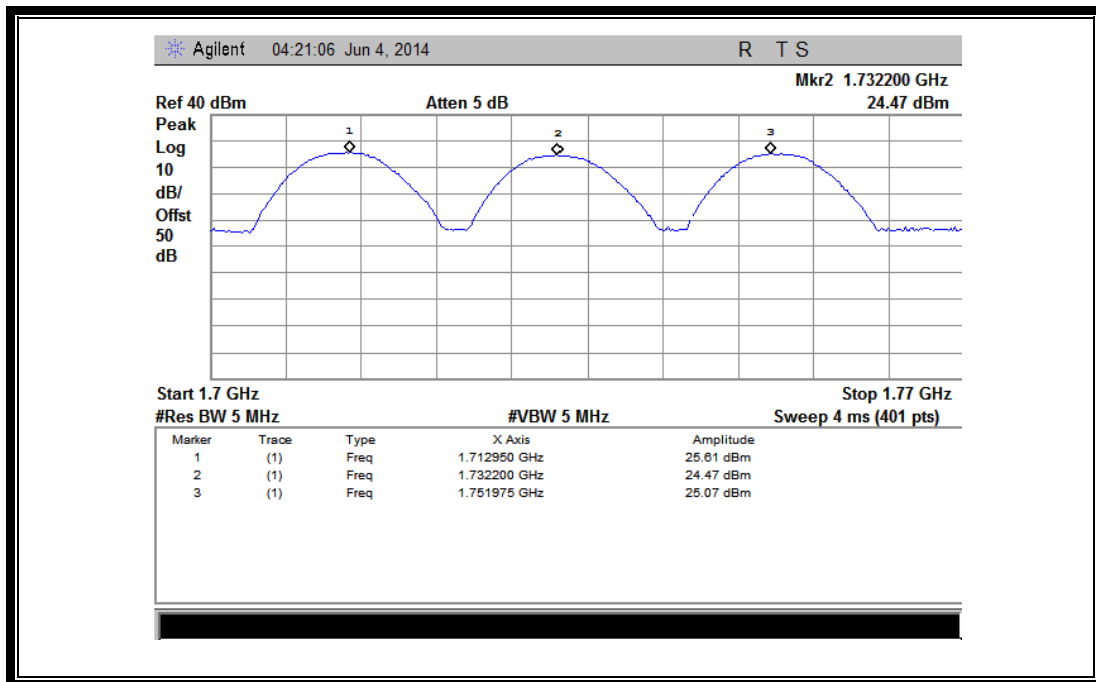 Agilent 04:21:06 Jun 4, 2014 R T S
Mkr2 1.732200 GHz
Ref 40 dBm Atten 5 dB 24.47 dBm
Peak
Log
10
dB/
Offst
50
dB
1 2 3
Start 1.7 GHz Stop 1.77 GHz
#Res BW 5 MHz #VBW 5 MHz Sweep 4 ms (401 pts)
Marker Trace Type X Axis Amplitude
1 (1) Freq 1.712950 GHz 25.61 dBm
2 (1) Freq 1.732200 GHz 24.47 dBm
3 (1) Freq 1.751975 GHz 25.07 dBm